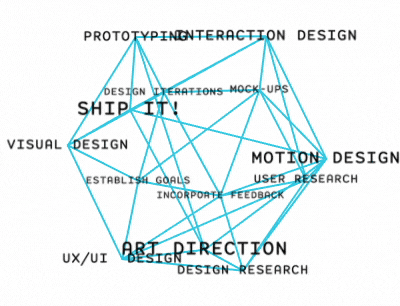 PROTOTYPING
INTERACTION DESIGN
DESIGN ITERATIONS
MOCK-UPS
SHIP IT!
VISUAL DESIGN
MOTION DESIGN
ESTABLISH GOALS
USER RESEARCH
INCORPORATE FEEDBACK
ART DIRECTION
UX/UI DESIGN
DESIGN RESEARCH